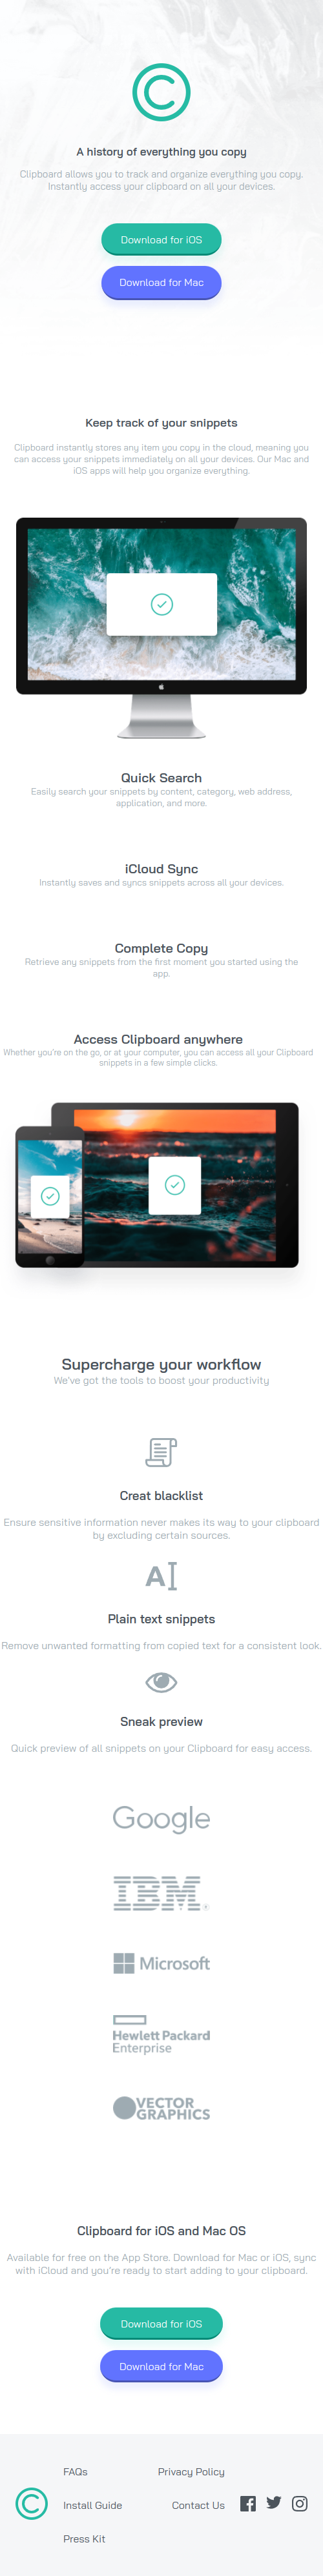 A history of everything you copy
Clipboard allows you to track and organize everything you copy.
Instantly access your clipboard on all your devices.
Download for iOS
Download for Mac
Keep track of your snippets
Clipboard instantly stores any item you copy in the cloud, meaning you
can access your snippets immediately on all your devices. Our Mac and
iOS apps will help you organize everything.
Quick Search
Easily search your snippets by content, category, web address,
application, and more.
iCloud Sync
Instantly saves and syncs snippets across all your devices.
Complete Copy
Retrieve any snippets from the first moment you started using the
app.
Access Clipboard anywhere
Whether you're on the go, or at your computer, you can access all your Clipboard
snippets in a few simple clicks.
Supercharge your workflow
We've got the tools to boost your productivity
Creat blacklist
Ensure sensitive information never makes its way to your clipboard
by excluding certain sources.
A
Plain text snippets
Remove unwanted formatting from copied text for a consistent look.
Sneak preview
Quick preview of all snippets on your Clipboard for easy access.
Google
IBM
Microsoft
Hewlett Packard
Enterprise
VECTOR
GRAPHICS
Clipboard for iOS and Mac OS
Available for free on the App Store. Download for Mac or iOS, sync
with iCloud and you're ready to start adding to your clipboard.
Download for iOS
Download for Mac
FAQs
Privacy Policy
Install Guide
Contact Us
Press Kit